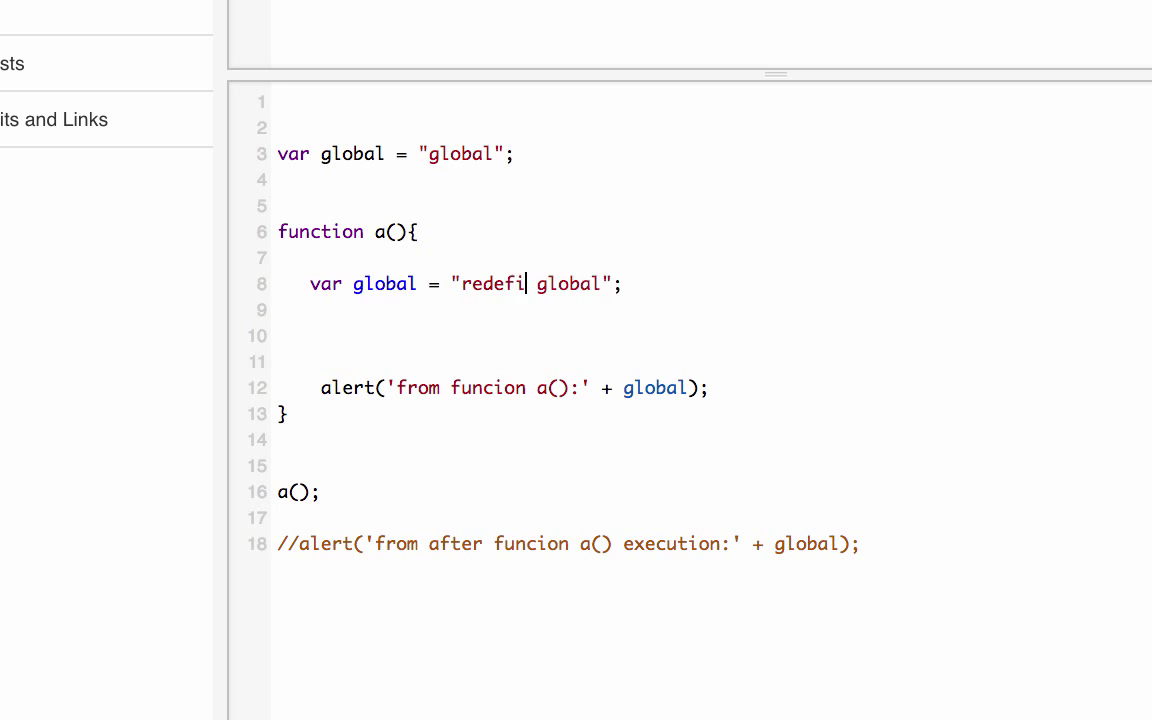 sts
its and Links
1
2
3 var global = "global";
4
5
6 function a(){
7
8 var global = "redefi global";
9
10
11
12 alert('from funcion a():' + global);
13 }
14
15
16 a();
17
18 //alert('from after funcion a() execution:' + global);